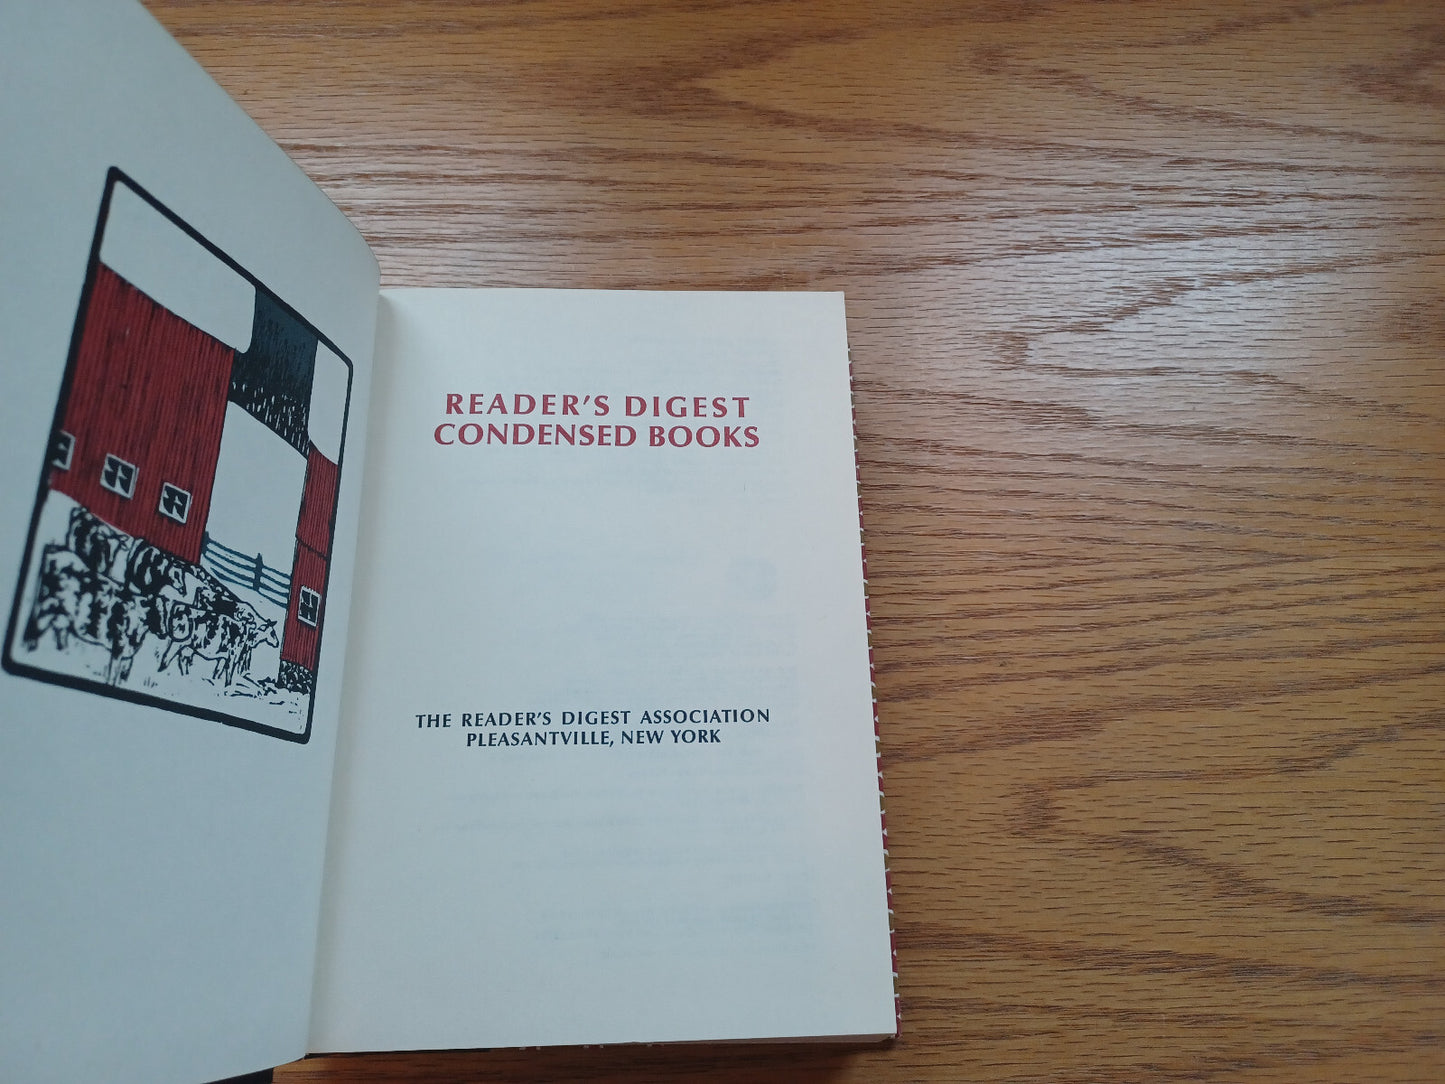 READER'S DIGEST
CONDENSED BOOKS
THE READER'S DIGEST ASSOCIATION
PLEASANTVILLE, NEW YORK